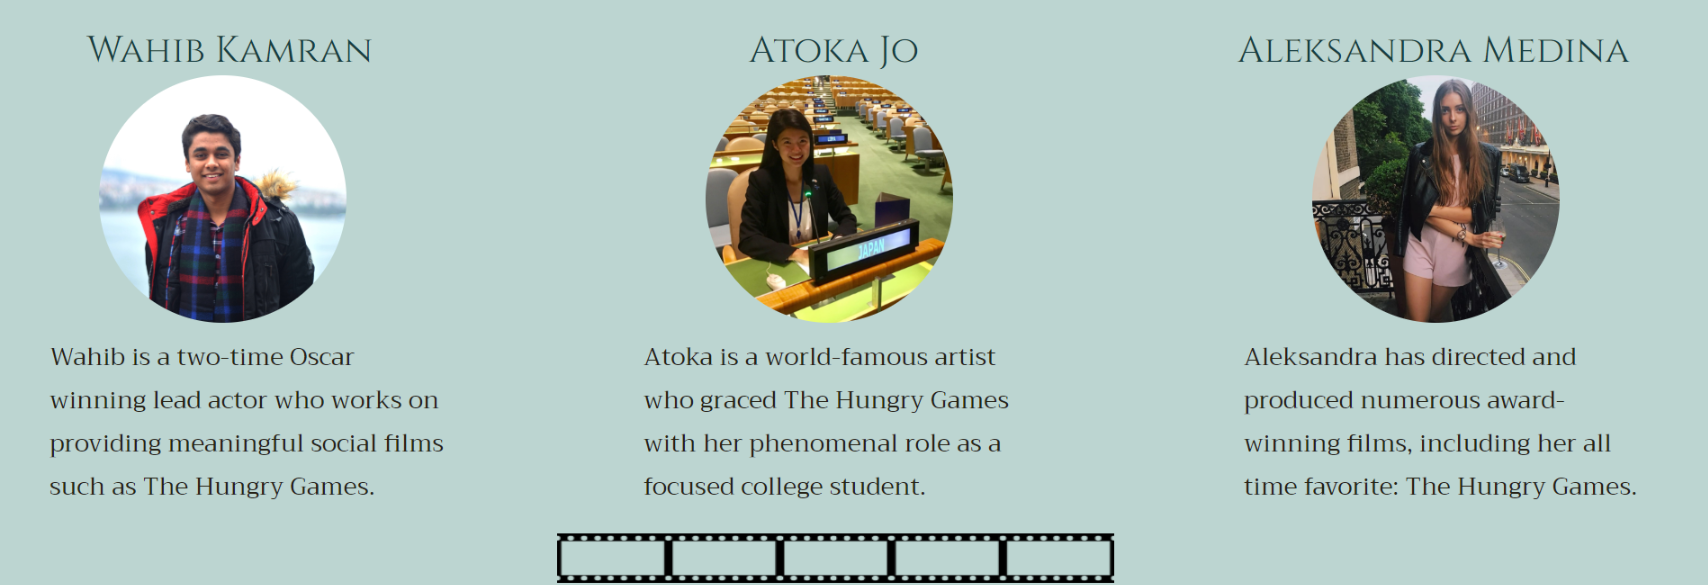 Wahib Kamran
Atoka Jo
Aleksandra Medina
JAPAN
Wahib is a two-time Oscar
winning lead actor who works on
providing meaningful social films
such as The Hungry Games.
Atoka is a world-famous artist
who graced The Hungry Games
with her phenomenal role as a
focused college student.
Aleksandra has directed and
produced numerous award-
winning films, including her all
time favorite: The Hungry Games.